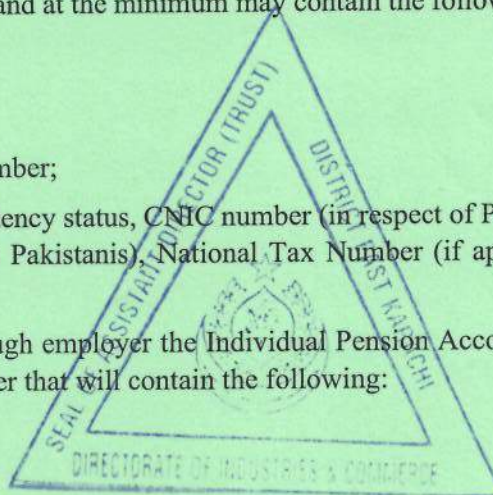 and at the minimum may contain the follow
mber;
ency status, CNIC number (in respect of P
Pakistanis), National Tax Number (if ap
ugh employer the Individual Pension Acco
er that will contain the following:
SEAL OF ASSISTANT DIRECTOR (TRUST)
DISTRICT EAST KARACHI
DIRECTORATE OF INDUSTRIES & COMMERCE